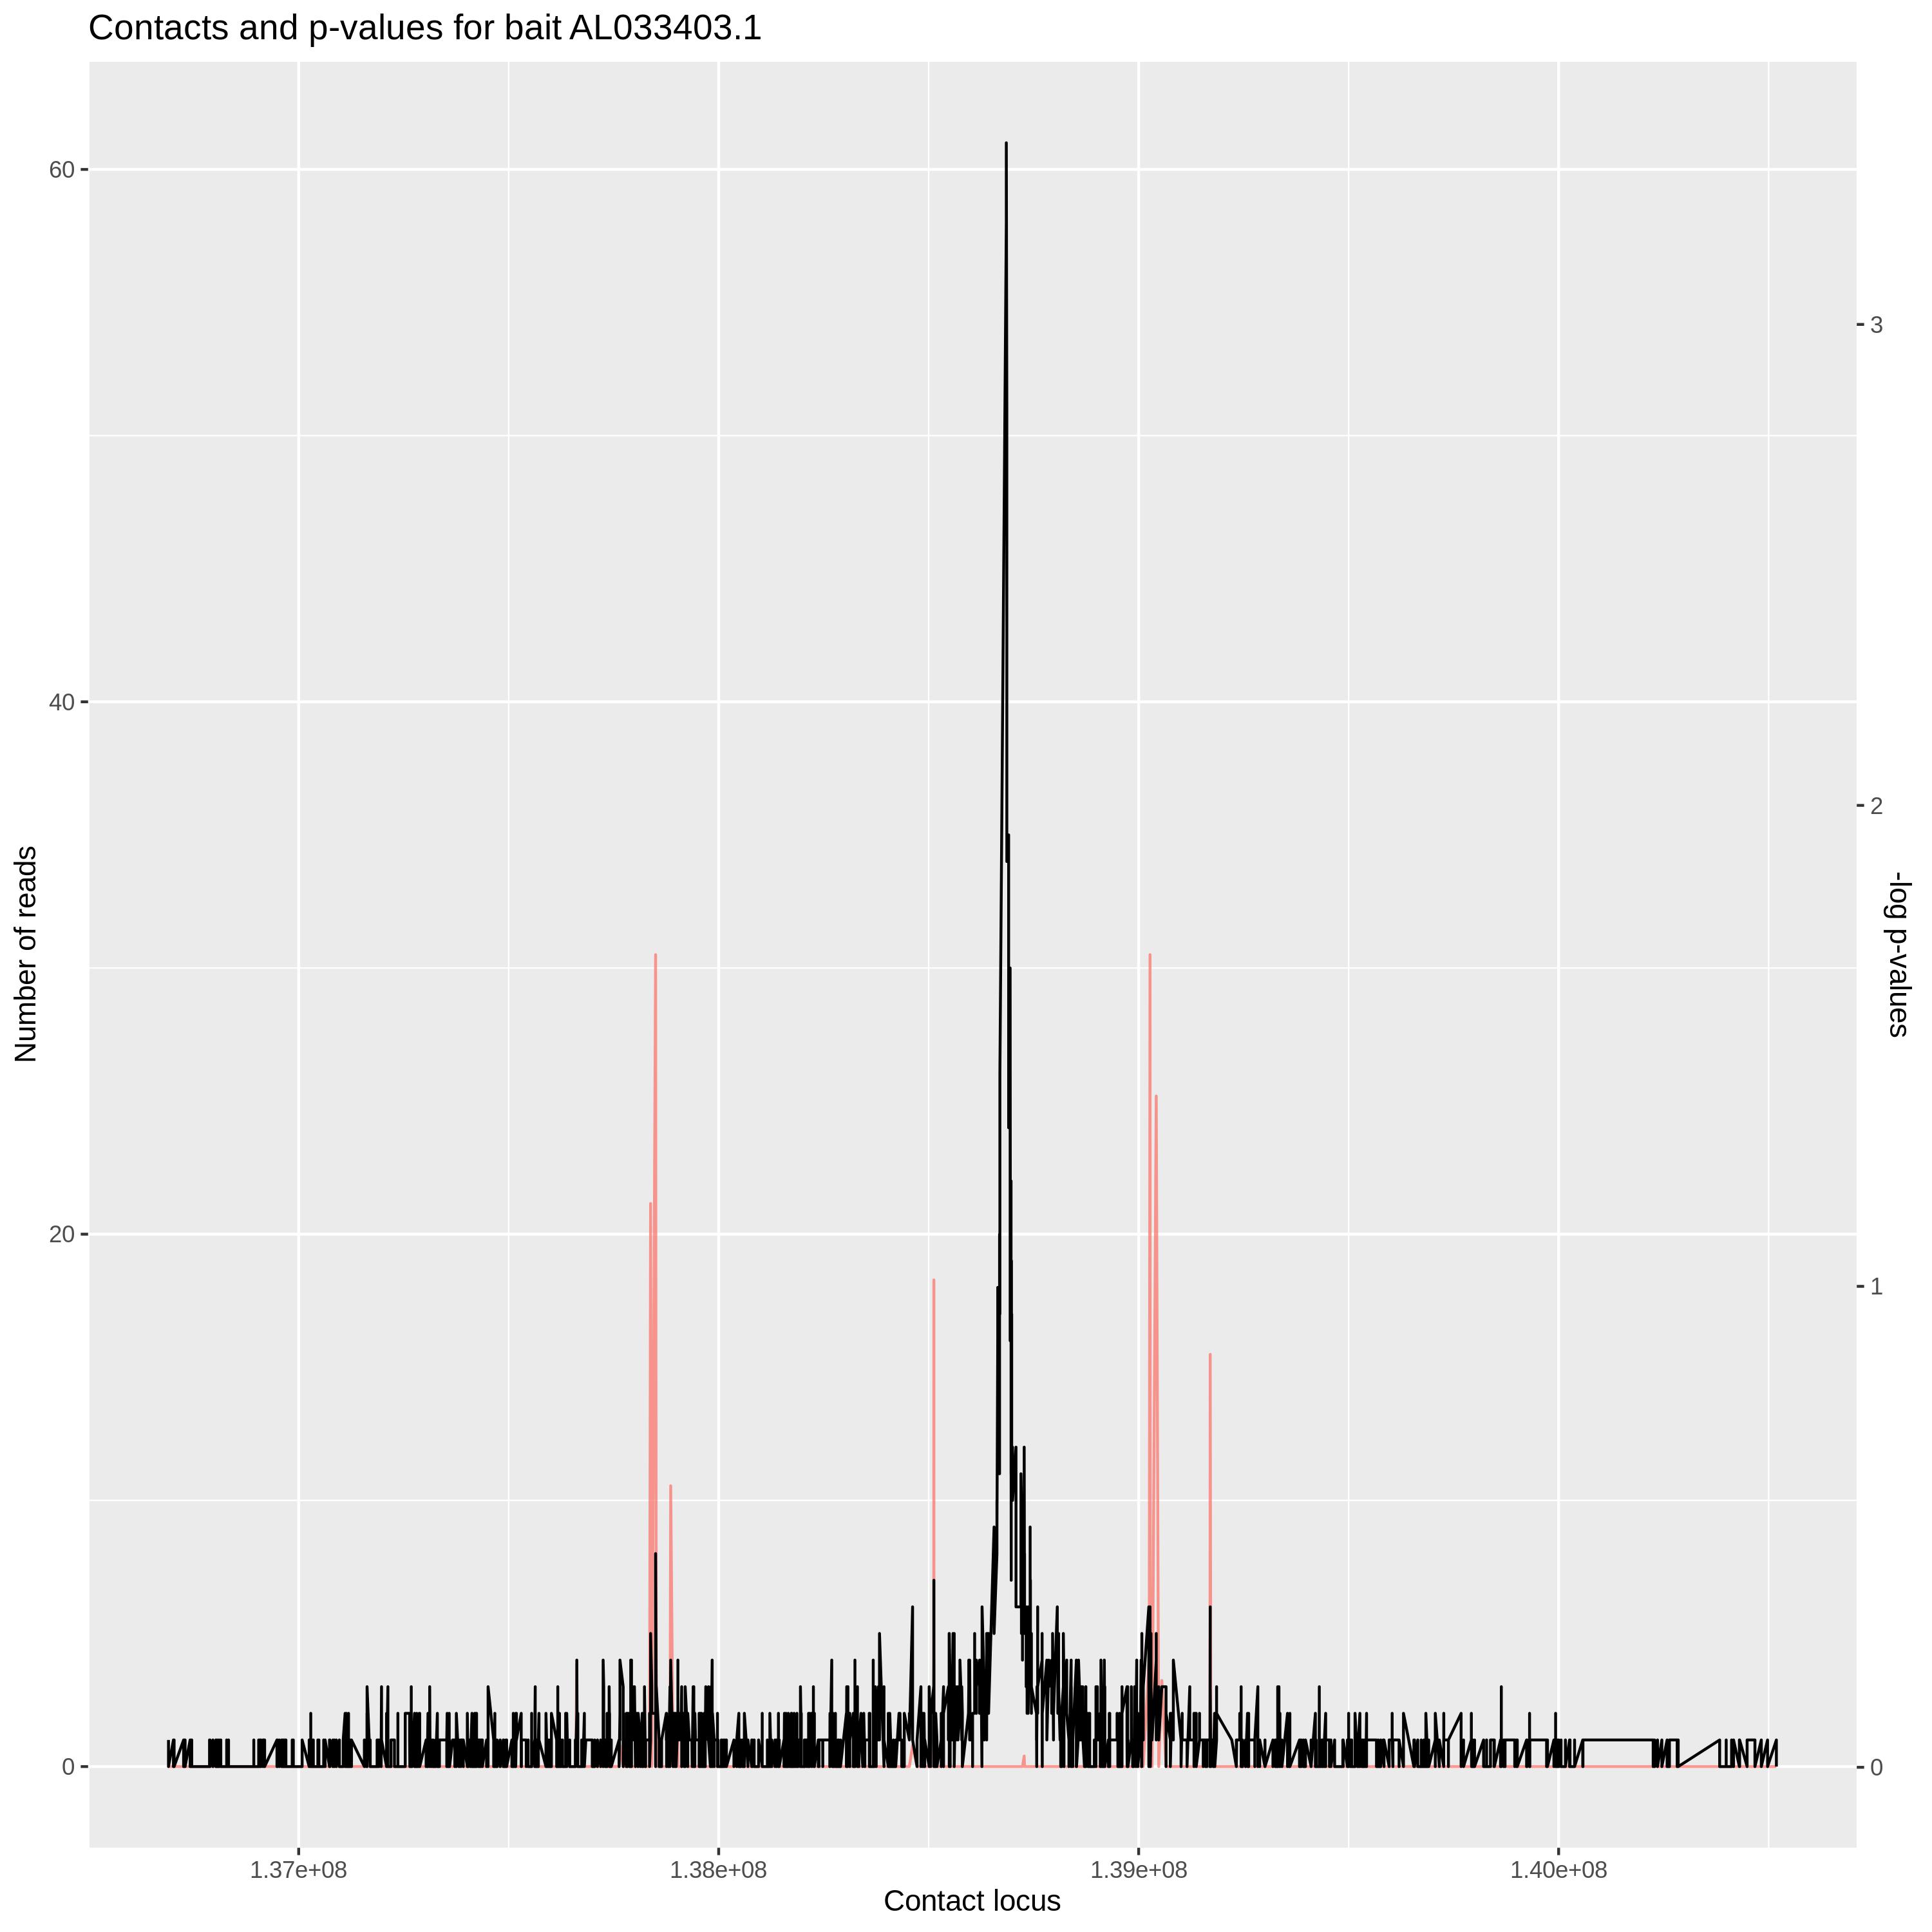 Contacts and p-values for bait AL033403.1
60
40
20
0
Number of reads
3
2
1
0
-log p-values
1.37e+08
1.38e+08
1.39e+08
1.40e+08
Contact locus